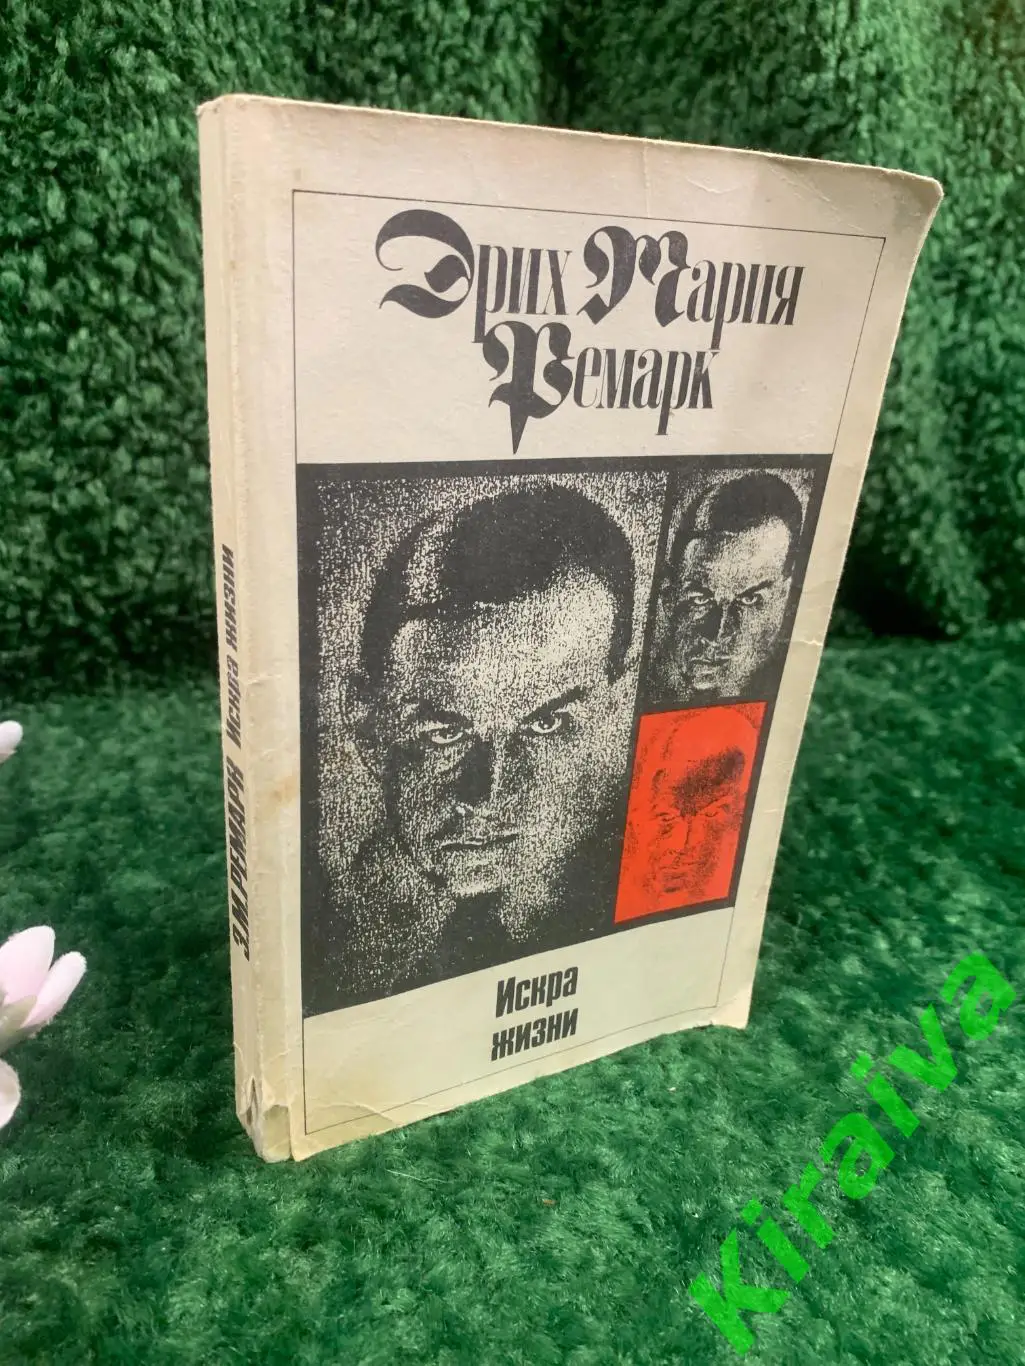 Эрих Мария
Ремарк
Искра
жизни
Э.М.РЕМАРК Искра жизни
Kiraiva